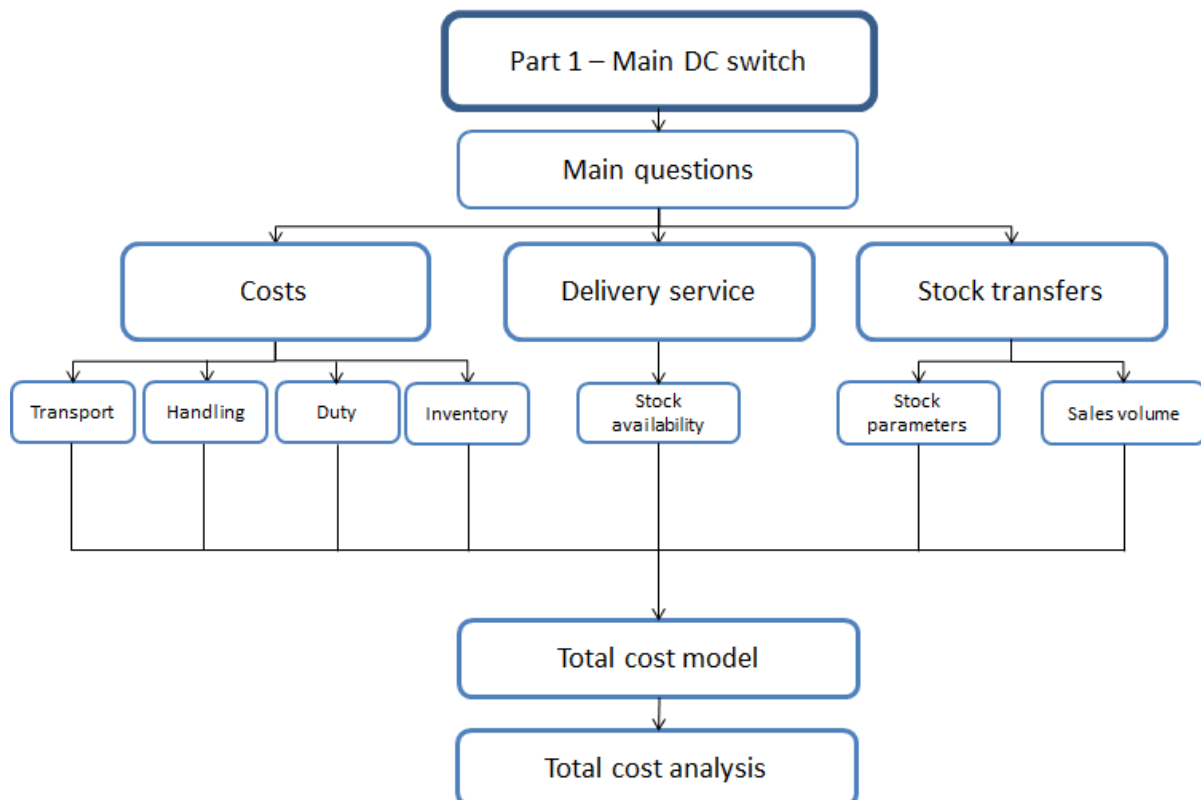 Part 1 – Main DC switch
Main questions
Costs
Delivery service
Stock transfers
Transport
Handling
Duty
Inventory
Stock
availability
Stock
parameters
Sales volume
Total cost model
Total cost analysis